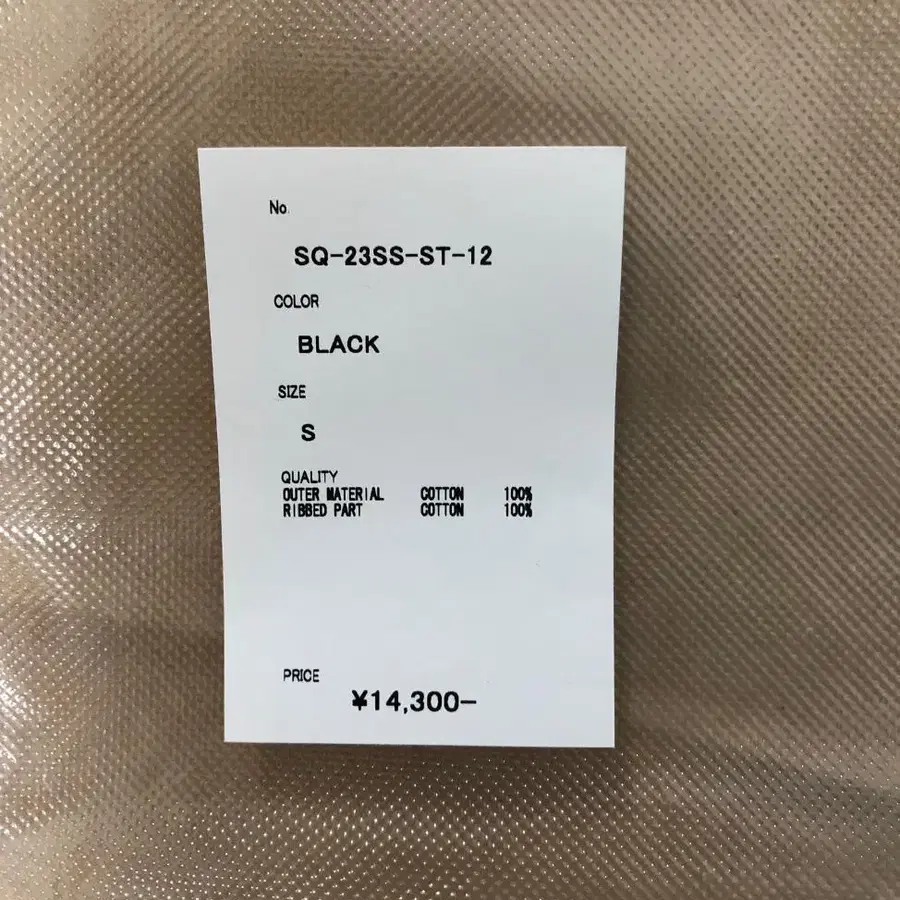 No.
SQ-23SS-ST-12
COLOR
BLACK
SIZE
S
QUALITY
OUTER MATERIAL COTTON 100%
RIBBED PART COTTON 100%
PRICE
¥14,300-